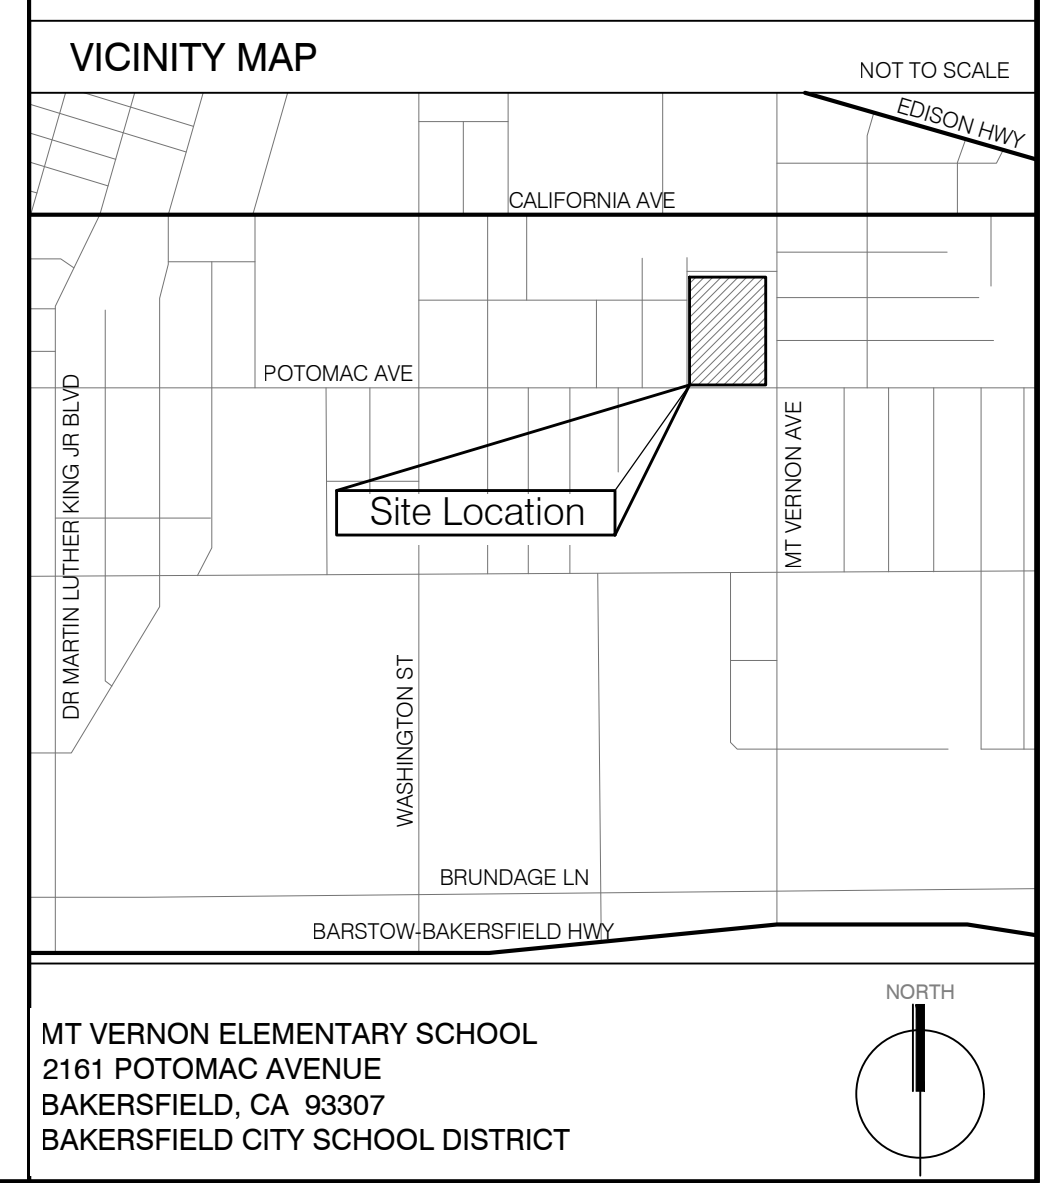 VICINITY MAP
NOT TO SCALE
EDISON HWY
CALIFORNIA AVE
POTOMAC AVE
DR MARTIN LUTHER KING JR BLVD
MT VERNON AVE
Site Location
WASHINGTON ST
BRUNDAGE LN
BARSTOW-BAKERSFIELD HWY
NORTH
MT VERNON ELEMENTARY SCHOOL
2161 POTOMAC AVENUE
BAKERSFIELD, CA  93307
BAKERSFIELD CITY SCHOOL DISTRICT